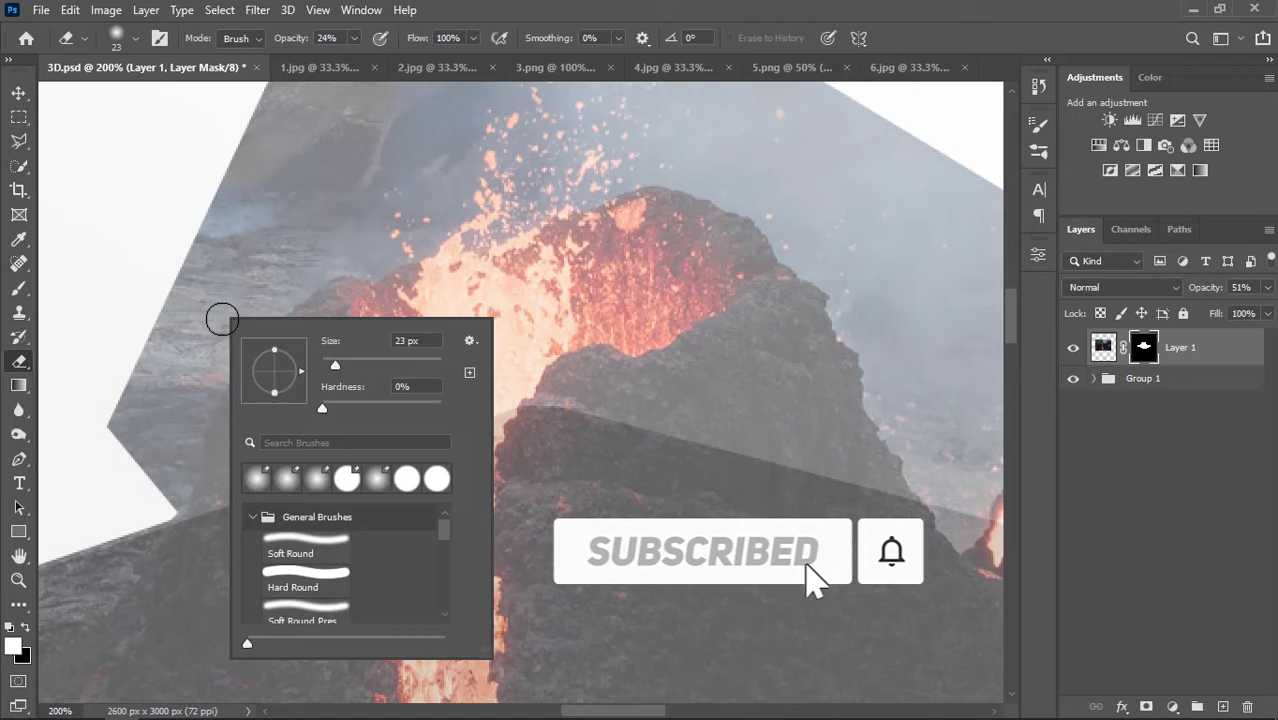 Ps File Edit Image Layer Type Select Filter 3D View Window Help
23 Mode: Brush Opacity: 24% Flow: 100% Smoothing: 0% 0° Erase to History
3D.psd @ 200% (Layer 1, Layer Mask/8) * 1.jpg @ 33.3%... 2.jpg @ 33.3%... 3.png @ 100%... 4.jpg @ 33.3%... 5.png @ 50% (... 6.jpg @ 33.3%...
Adjustments Color
Add an adjustment
Layers Channels Paths
Kind
Normal Opacity: 51%
Lock: Fill: 100%
Layer 1
Group 1
Size: 23 px
Hardness: 0%
Search Brushes
General Brushes
Soft Round
Hard Round
Soft Round Pres
SUBSCRIBED
200% 2600 px x 3000 px (72 ppi)